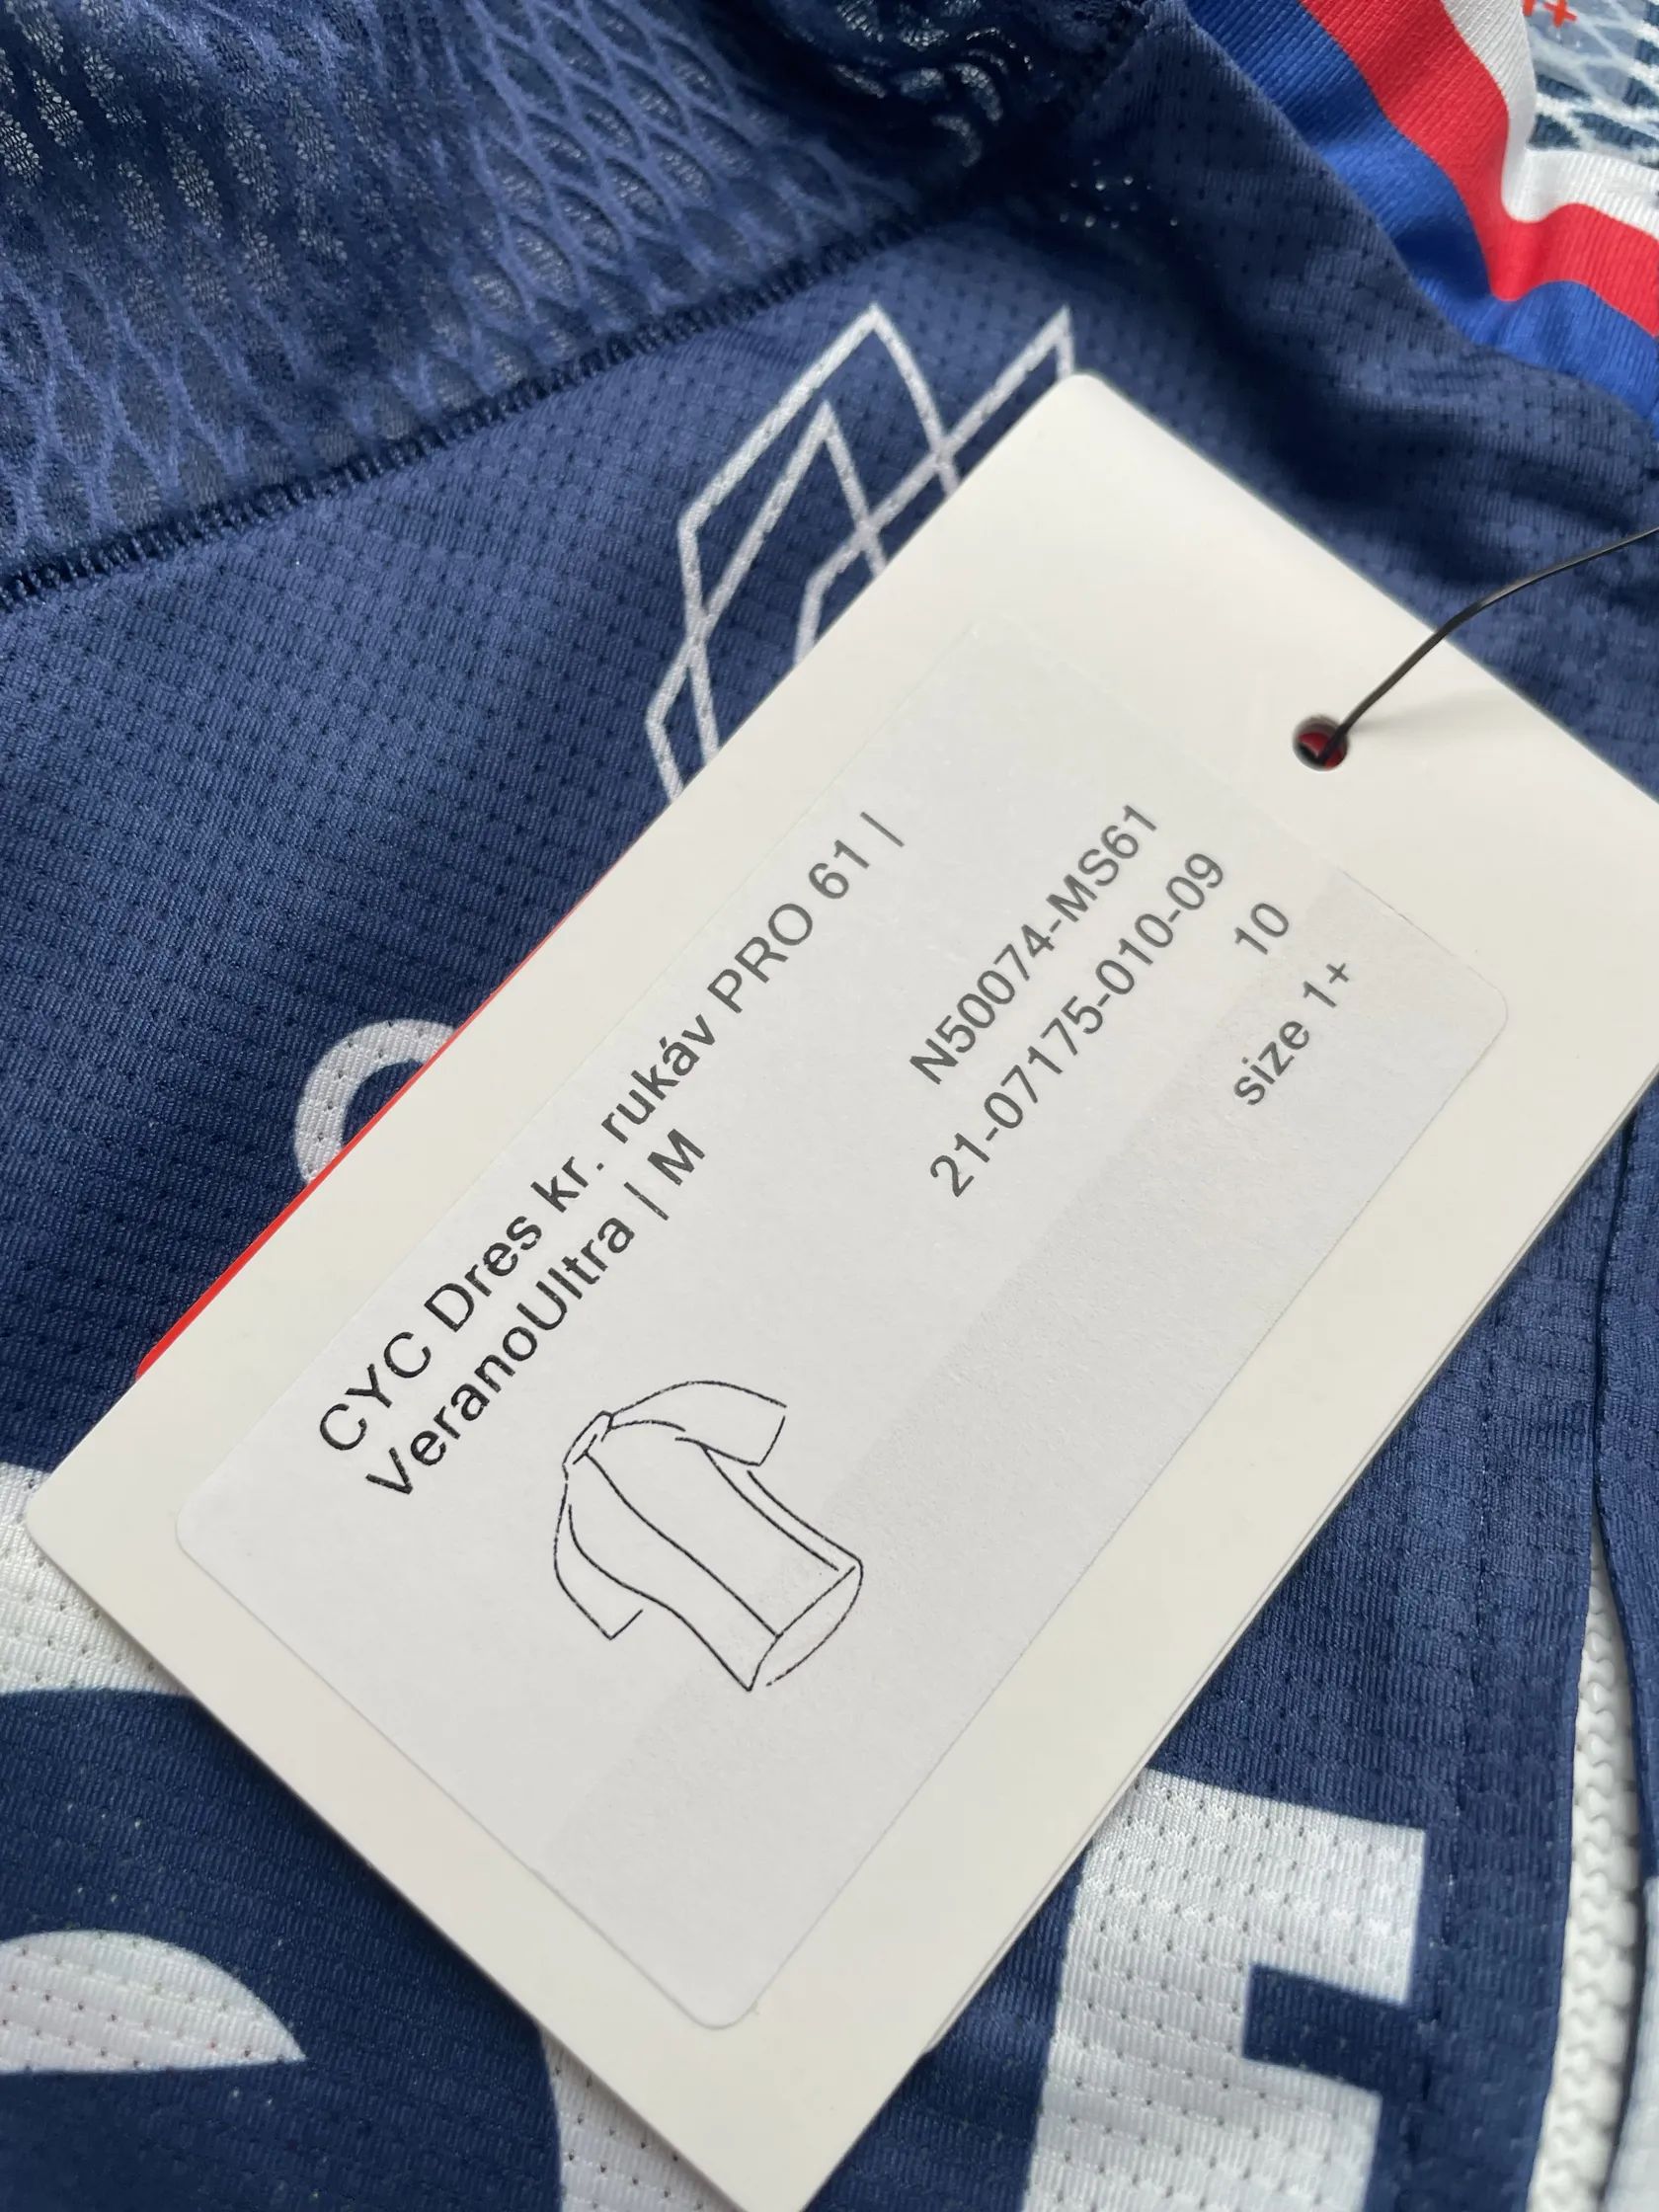 CYC Dres kr. rukáv PRO 61 |
VeranoUltra | M
N50074-MS61
21-07175-010-09
10
size 1+